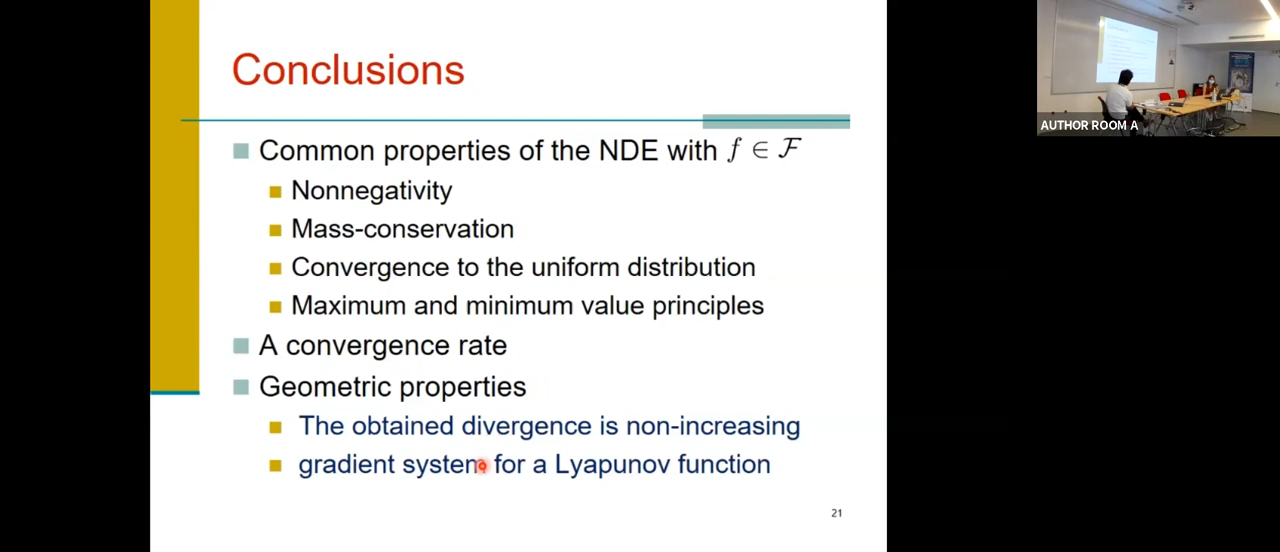 Conclusions
Common properties of the NDE with f ∈ ℱ
Nonnegativity
Mass-conservation
Convergence to the uniform distribution
Maximum and minimum value principles
A convergence rate
Geometric properties
The obtained divergence is non-increasing
gradient system for a Lyapunov function
21
AUTHOR ROOM A